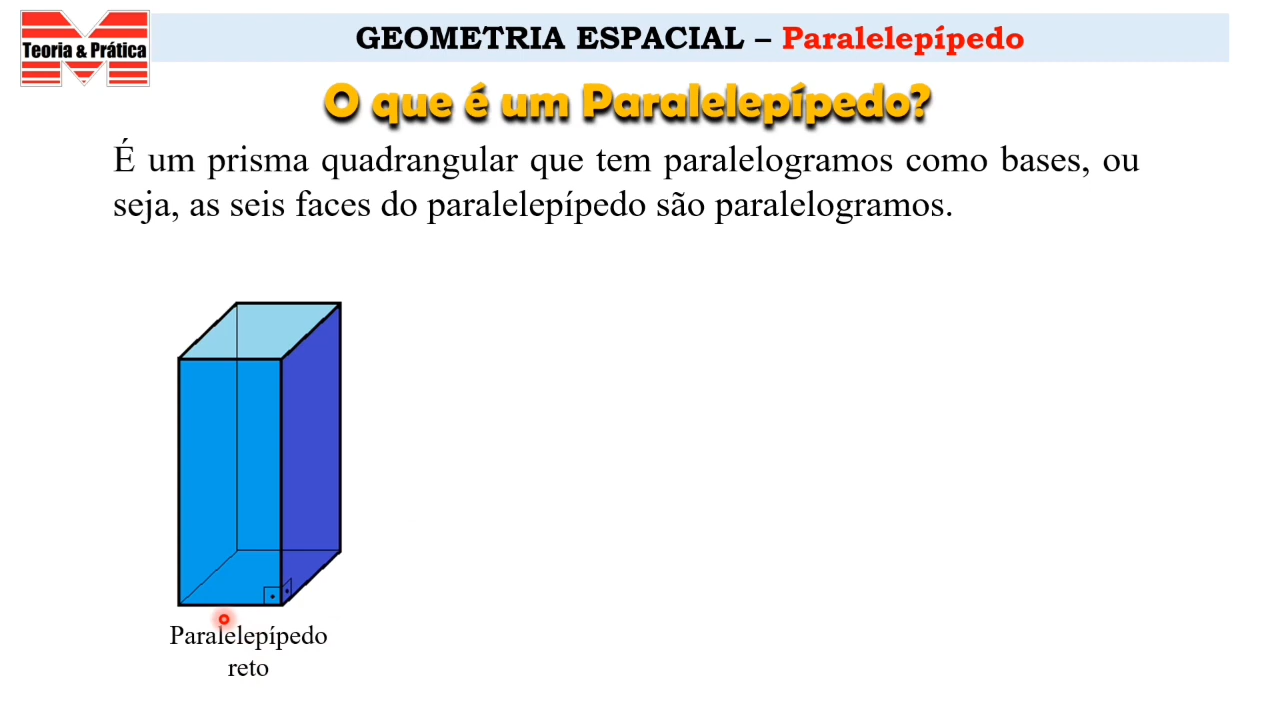 Teoria & Prática
GEOMETRIA ESPACIAL – Paralelepípedo
O que é um Paralelepípedo?
É um prisma quadrangular que tem paralelogramos como bases, ou
seja, as seis faces do paralelepípedo são paralelogramos.
Paralelepípedo
reto